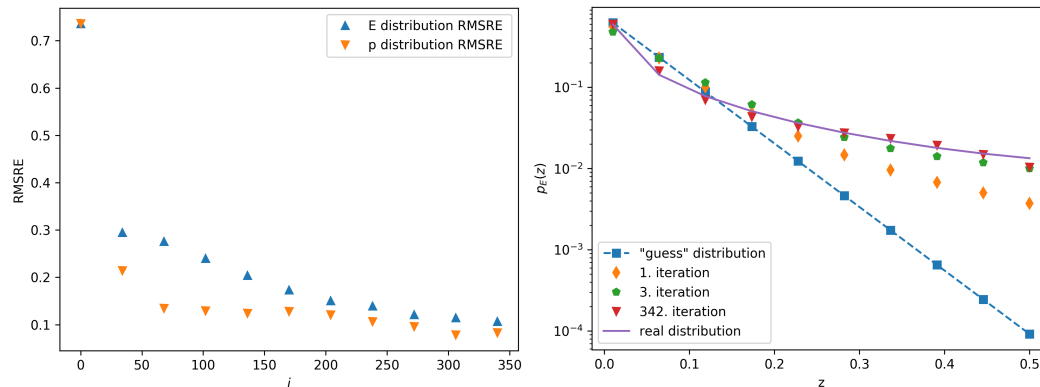 0.7
0.6
0.5
0.4
0.3
0.2
0.1
RMSRE
0
50
100
150
200
250
300
350
i
E distribution RMSRE
p distribution RMSRE
10⁻¹
10⁻²
10⁻³
10⁻⁴
p_E(z)
"guess" distribution
1. iteration
3. iteration
342. iteration
real distribution
0.0
0.1
0.2
0.3
0.4
0.5
z